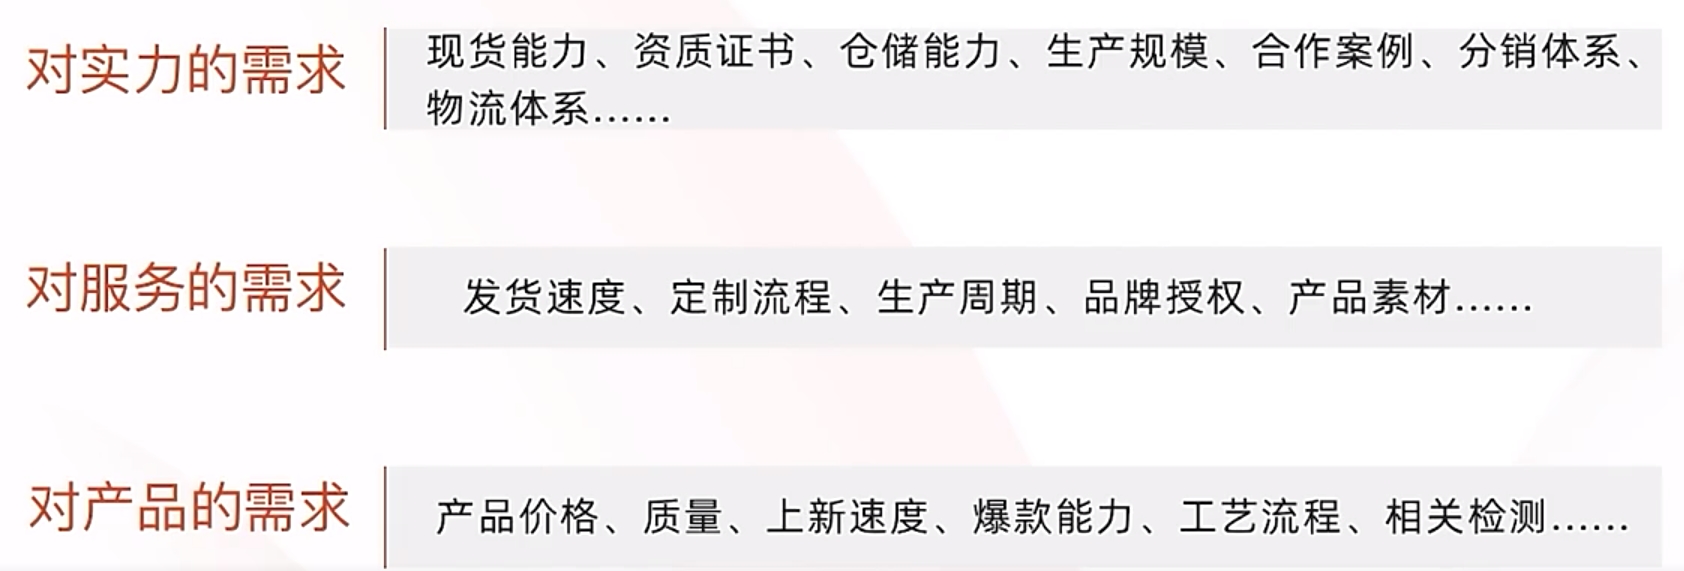 对实力的需求
现货能力、资质证书、仓储能力、生产规模、合作案例、分销体系、
物流体系......
对服务的需求
发货速度、定制流程、生产周期、品牌授权、产品素材......
对产品的需求
产品价格、质量、上新速度、爆款能力、工艺流程、相关检测......